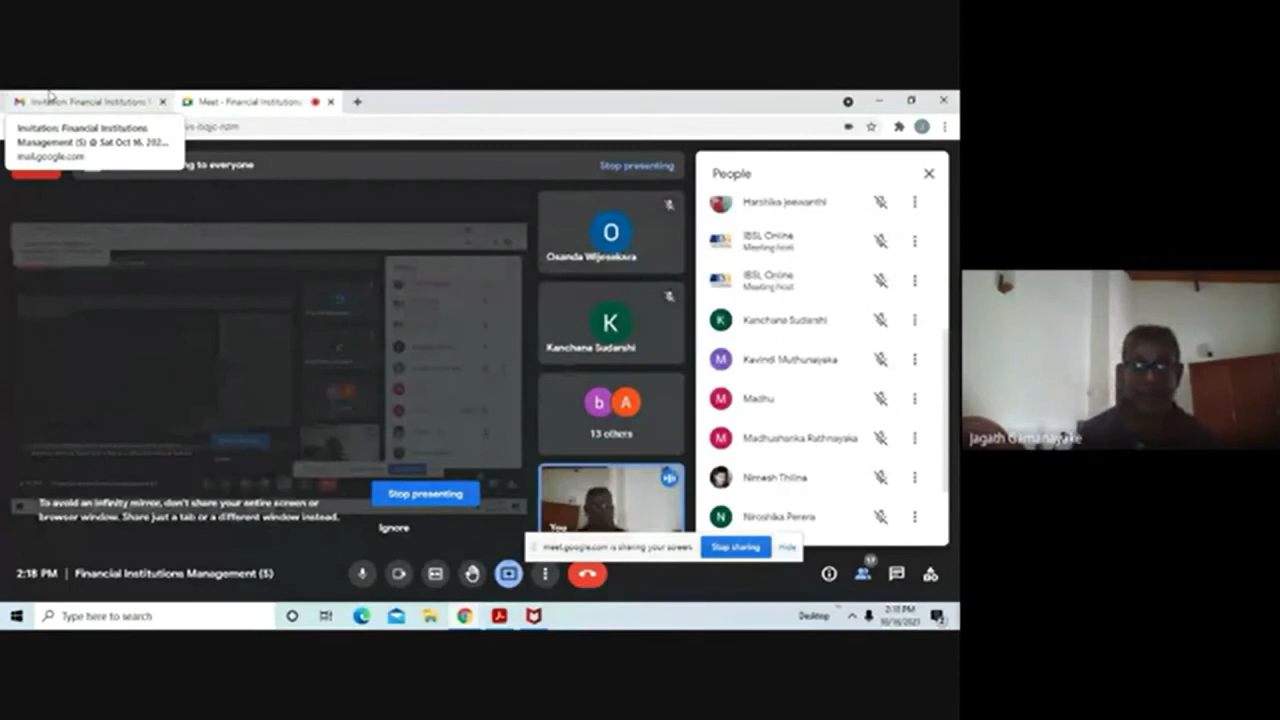 Invitation: Financial Institutions
Meet - Financial Institution:
Invitation: Financial Institutions
Management (S) @ Sat Oct 16, 202...
mail.google.com
g to everyone
Stop presenting
People
Harshika Jeewanthi
IBSL Online
Meeting host
IBSL Online
Meeting host
Kanchana Sudarshi
Kavindi Muthunayaka
Madhu
Madhushanka Rathnayaka
Nimesh Thilina
Niroshika Perera
O
Osanda Wijesekara
K
Kanchana Sudarshi
b A
13 others
You
To avoid an infinity mirror, don't share your entire screen or
browser window. Share just a tab or a different window instead.
Stop presenting
Ignore
meet.google.com is sharing your screen.
Stop sharing
Hide
2:18 PM | Financial Institutions Management (S)
Type here to search
Desktop
2:18 PM
10/16/2021
Jagath Gamanayake